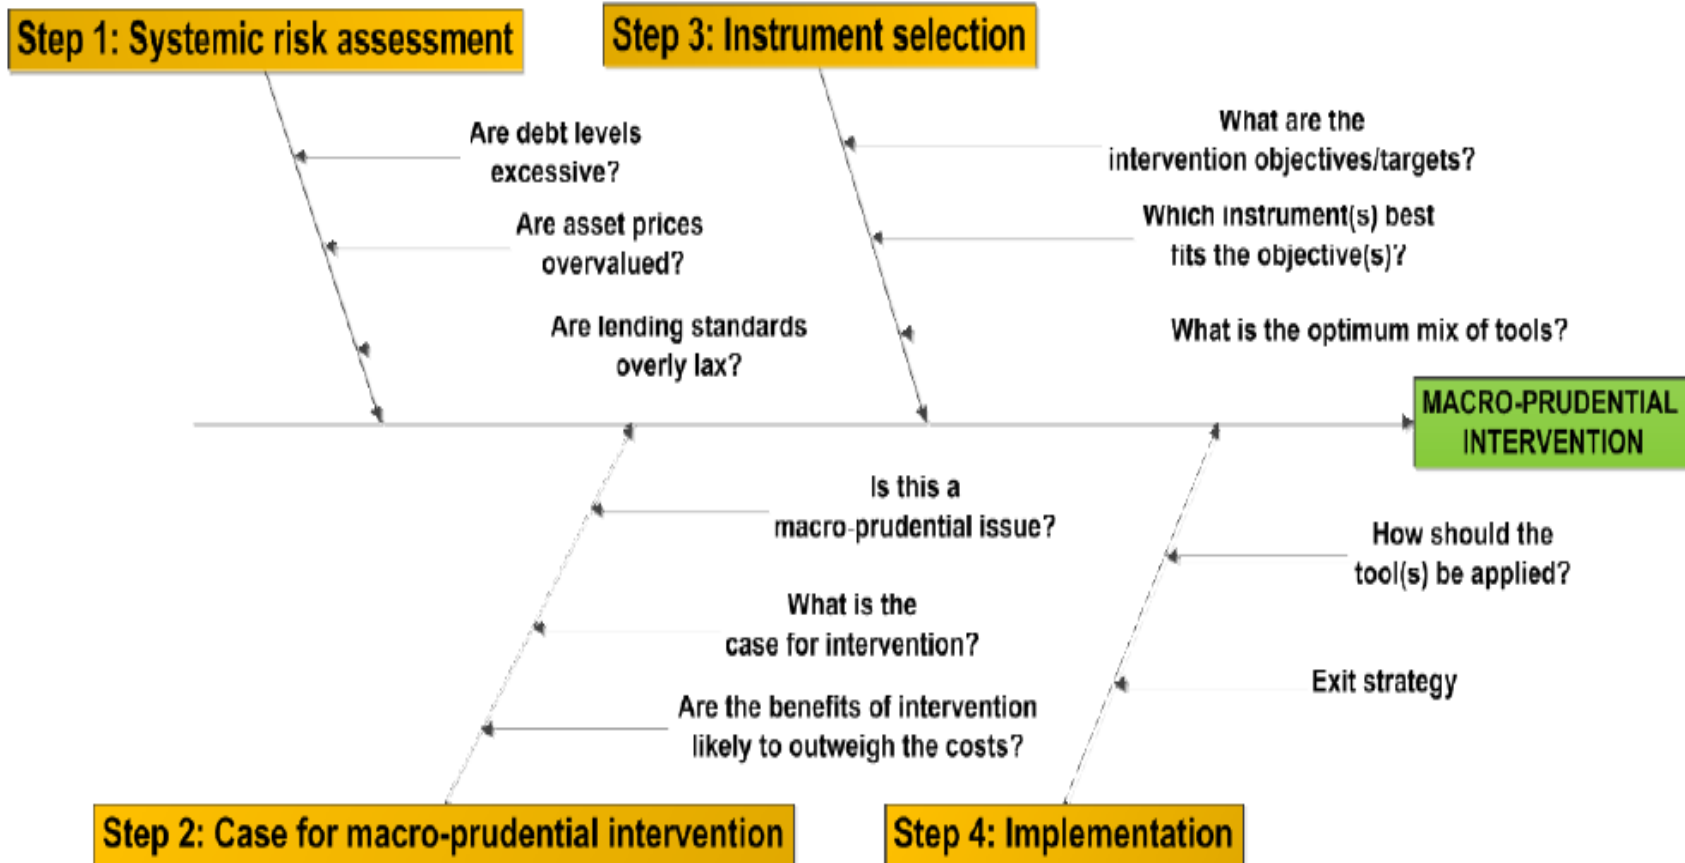 Step 1: Systemic risk assessment
Are debt levels
excessive?
Are asset prices
overvalued?
Are lending standards
overly lax?
Step 3: Instrument selection
What are the
intervention objectives/targets?
Which instrument(s) best
fits the objective(s)?
What is the optimum mix of tools?
MACRO-PRUDENTIAL
INTERVENTION
Is this a
macro-prudential issue?
What is the
case for intervention?
Are the benefits of intervention
likely to outweigh the costs?
Step 2: Case for macro-prudential intervention
How should the
tool(s) be applied?
Exit strategy
Step 4: Implementation